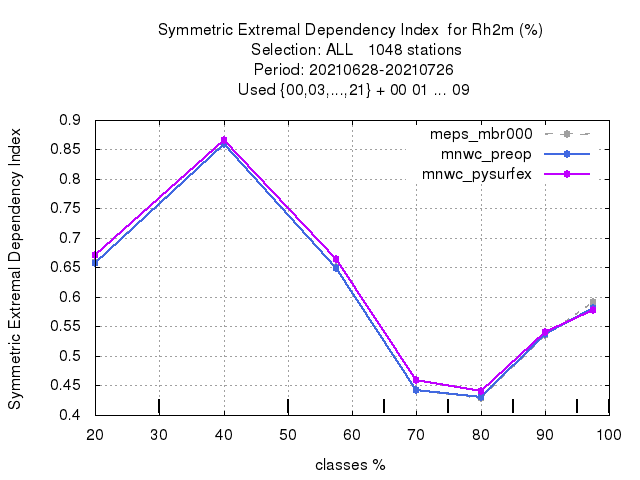 Symmetric Extremal Dependency Index  for Rh2m (%)
Selection: ALL   1048 stations
Period: 20210628-20210726
Used {00,03,...,21} + 00 01 ... 09
Symmetric Extremal Dependency Index
0.9
0.85
0.8
0.75
0.7
0.65
0.6
0.55
0.5
0.45
0.4
meps_mbr000
mnwc_preop
mnwc_pysurfex
20 30 40 50 60 70 80 90 100
classes %